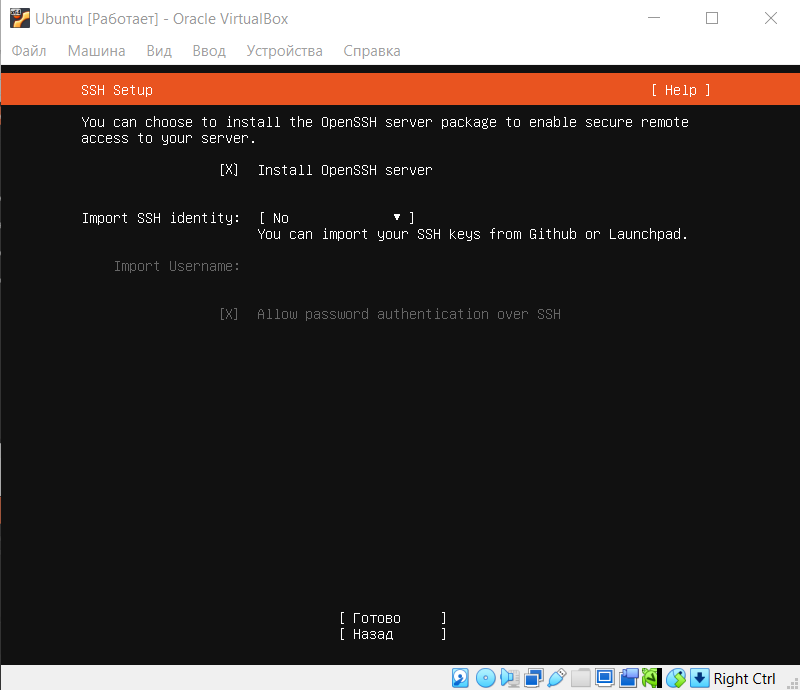 Ubuntu [Работает] - Oracle VirtualBox
Файл Машина Вид Ввод Устройства Справка
SSH Setup [ Help ]
You can choose to install the OpenSSH server package to enable secure remote
access to your server.
[X] Install OpenSSH server
Import SSH identity: [ No ▾ ]
You can import your SSH keys from Github or Launchpad.
Import Username:
[X] Allow password authentication over SSH
[ Готово ]
[ Назад ]
Right Ctrl